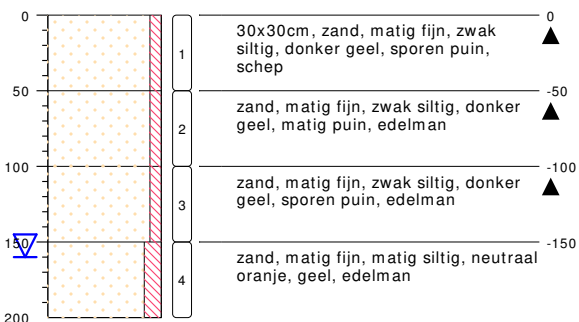 0
30x30cm, zand, matig fijn, zwak
siltig, donker geel, sporen puin,
schep
0
1
50
zand, matig fijn, zwak siltig, donker
geel, matig puin, edelman
-50
2
100
zand, matig fijn, zwak siltig, donker
geel, sporen puin, edelman
-100
3
150
zand, matig fijn, matig siltig, neutraal
oranje, geel, edelman
-150
4
200